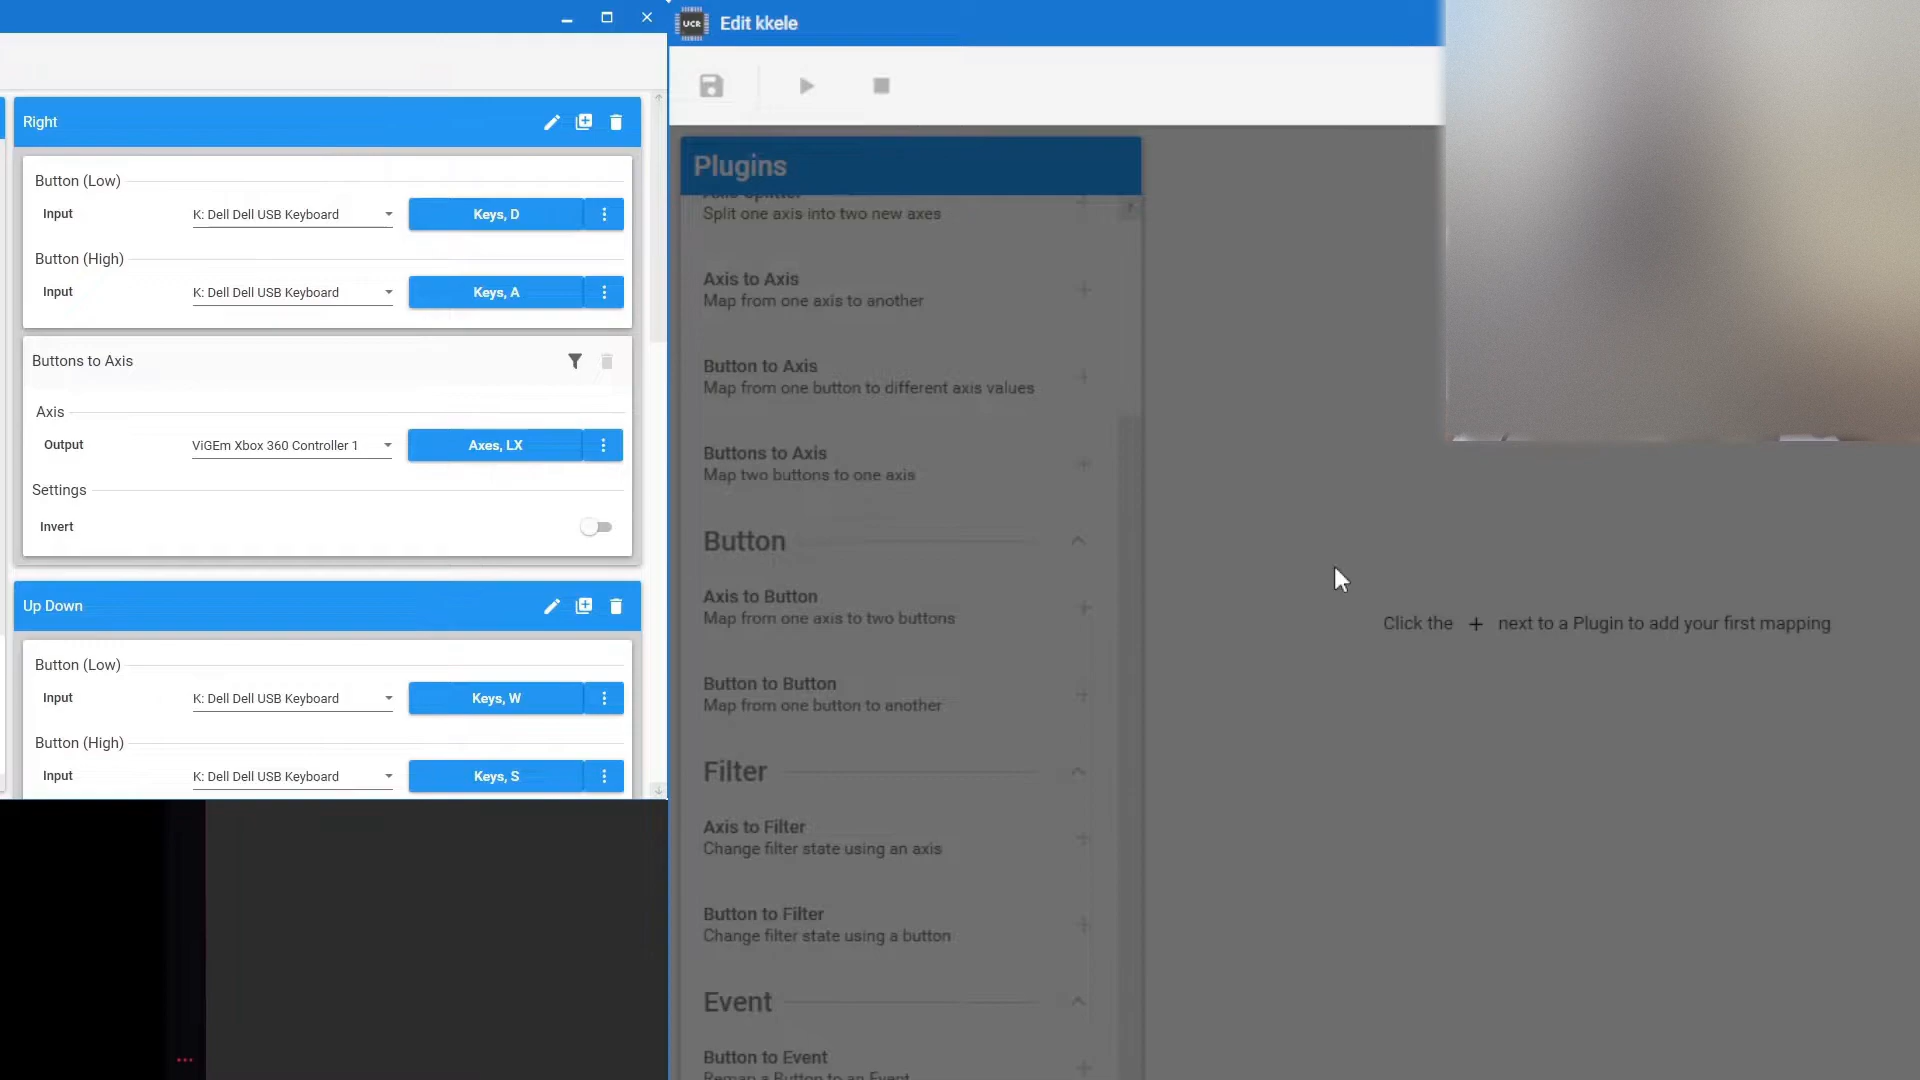 Right
Button (Low)
Input
K: Dell Dell USB Keyboard
Keys, D
Button (High)
Input
K: Dell Dell USB Keyboard
Keys, A
Buttons to Axis
Axis
Output
ViGEm Xbox 360 Controller 1
Axes, LX
Settings
Invert
Up Down
Button (Low)
Input
K: Dell Dell USB Keyboard
Keys, W
Button (High)
Input
K: Dell Dell USB Keyboard
Keys, S
UCR
Edit kkele
Plugins
Axis Splitter
Split one axis into two new axes
Axis to Axis
Map from one axis to another
Button to Axis
Map from one button to different axis values
Buttons to Axis
Map two buttons to one axis
Button
Axis to Button
Map from one axis to two buttons
Button to Button
Map from one button to another
Filter
Axis to Filter
Change filter state using an axis
Button to Filter
Change filter state using a button
Event
Button to Event
Remap a Button to an Event
Click the + next to a Plugin to add your first mapping